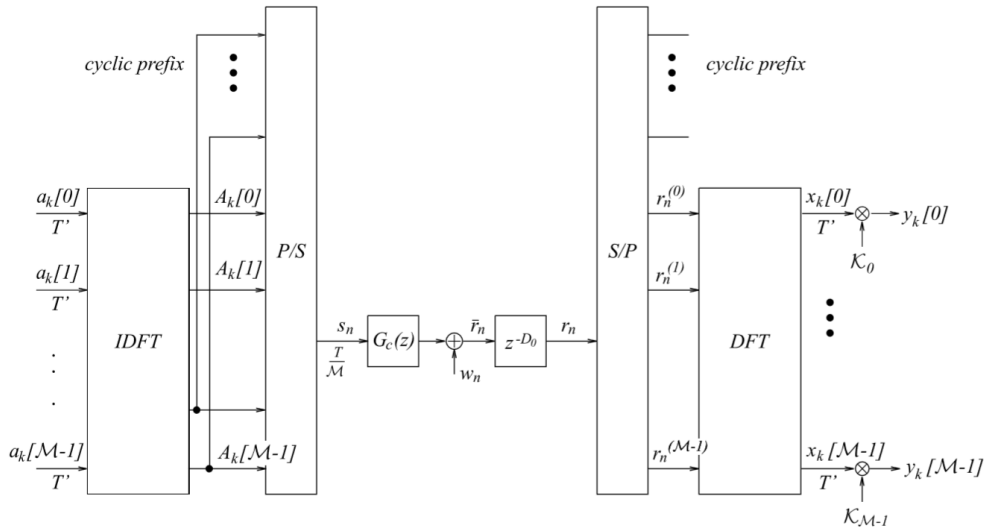 cyclic prefix
cyclic prefix
a_k[0]
T'
A_k[0]
r_n^(0)
x_k[0]
T'
y_k[0]
𝒦_0
a_k[1]
T'
A_k[1]
P/S
S/P
r_n^(1)
IDFT
s_n
T/ℳ
G_c(z)
w_n
r̄_n
z^-D_0
r_n
DFT
a_k[ℳ-1]
T'
A_k[ℳ-1]
r_n^(ℳ-1)
x_k[ℳ-1]
T'
y_k[ℳ-1]
𝒦_ℳ-1